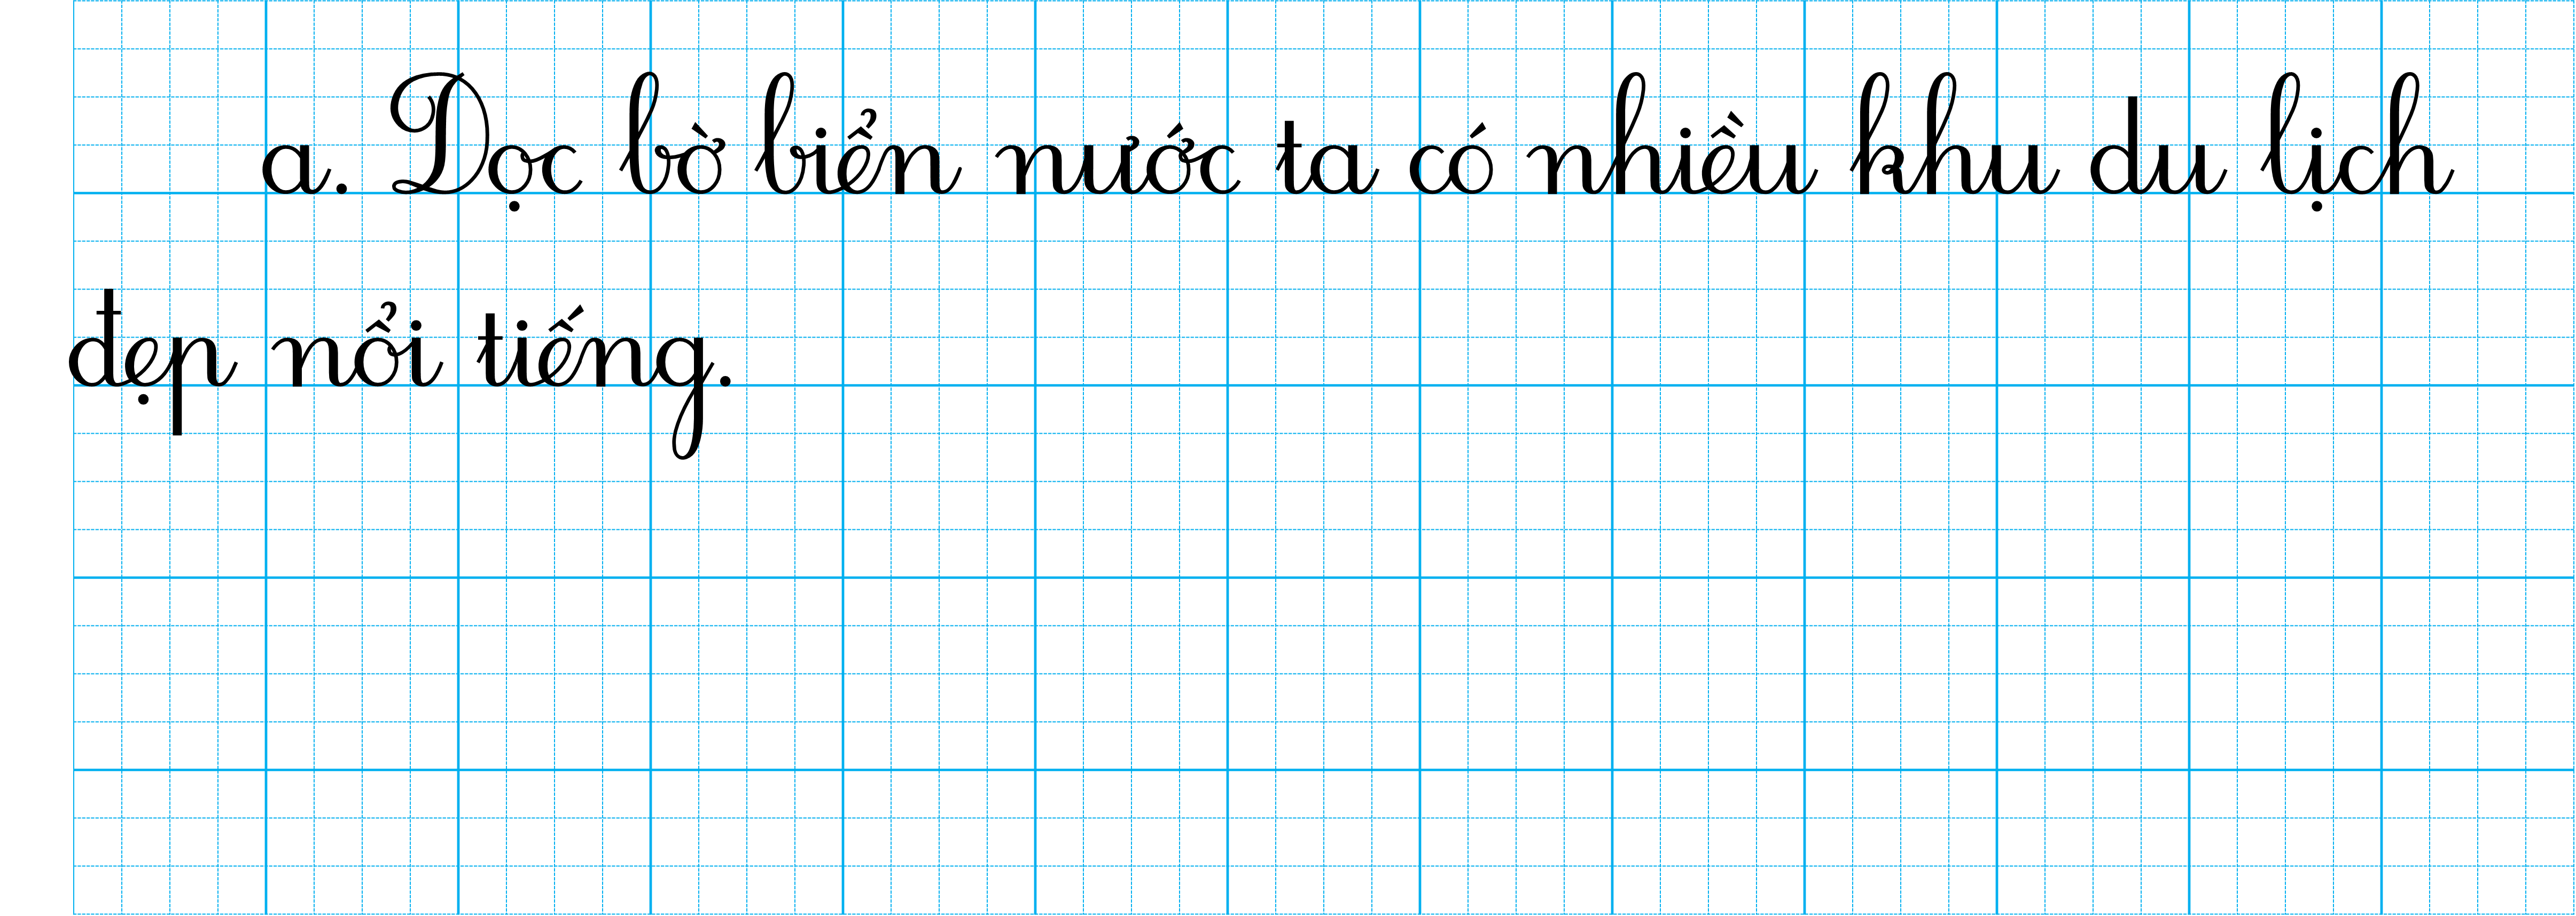 a. Dọc bờ biển nước ta có nhiều khu du lịch
đẹp nổi tiếng.